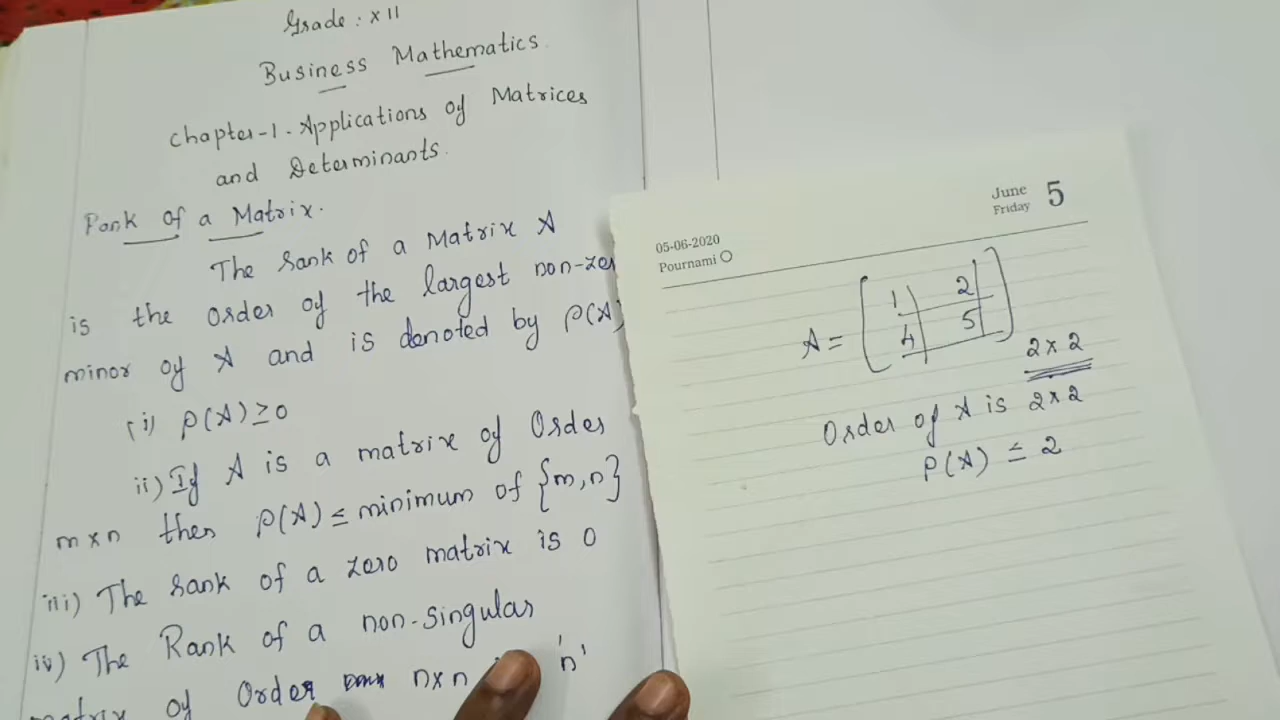 Grade: XII
Business Mathematics
Chapter-1. Applications of Matrices
and Determinants.
Rank of a Matrix.
The rank of a Matrix A
is the order of the largest non-ze
minor of A and is denoted by ρ(A)
(i) ρ(A) ≥ 0
ii) If A is a matrix of Order
m×n then ρ(A) ≤ minimum of {m,n}
iii) The rank of a zero matrix is 0
iv) The Rank of a non-singular
matrix of Order n×n 'n'
June
Friday 5
05-06-2020
Pournami
A = [ 1 2
4 5 ]
2×2
Order of A is 2×2
ρ(A) ≤ 2